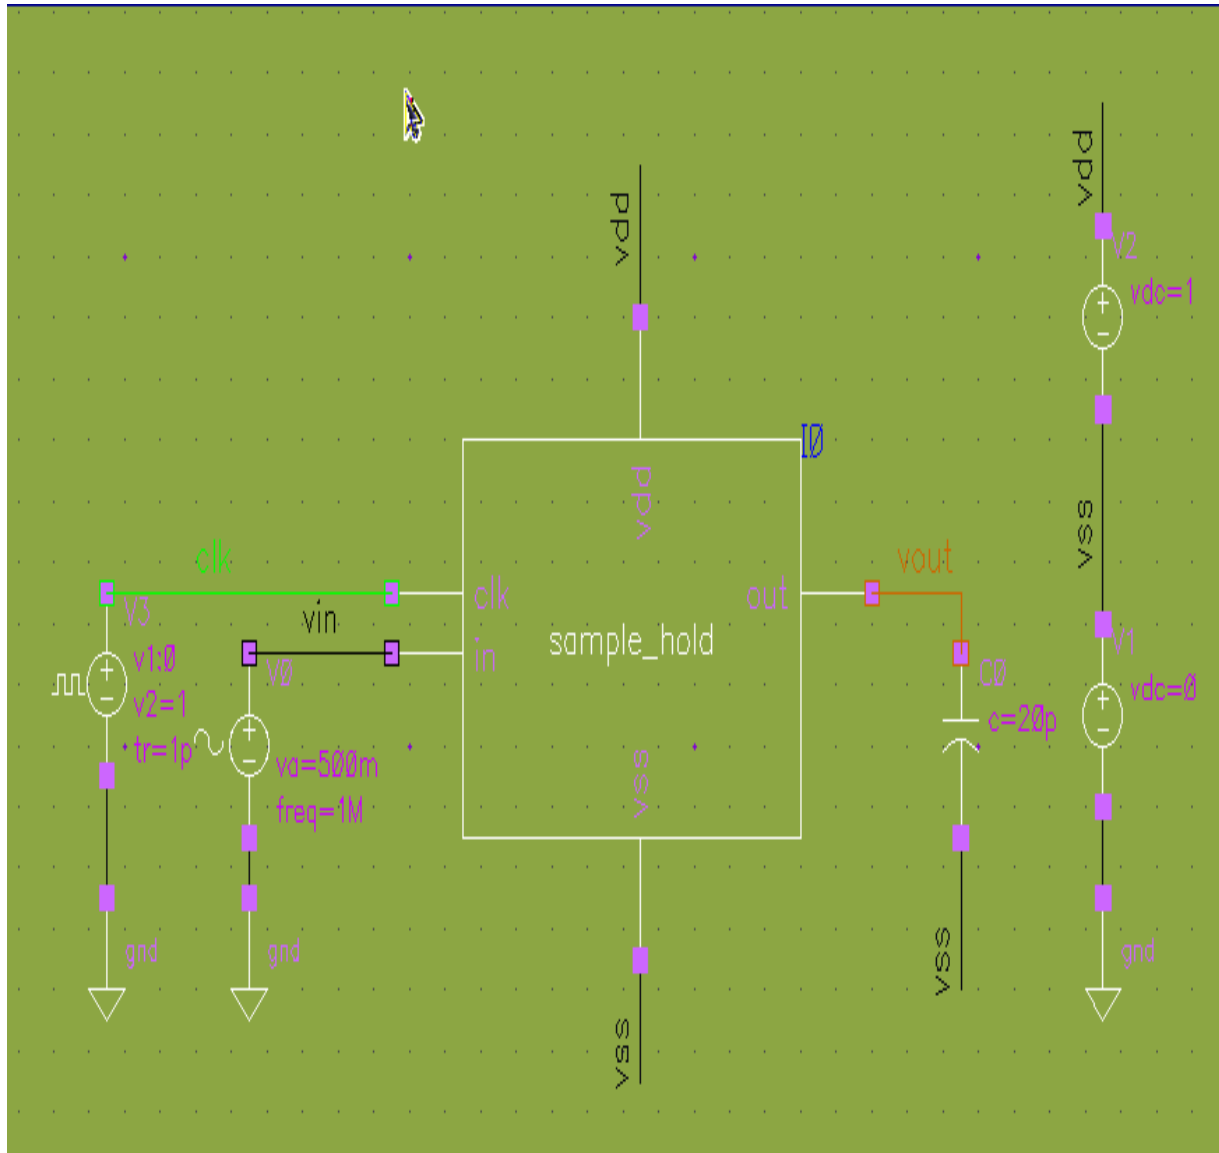 vdd
vdd
V2
vdc=1
I0
vdd
vss
clk
vout
clk
out
V3
vin
sample_hold
V1
v1:0
in
V0
C0
vdc=0
v2=1
c=20p
tr=1p
va=500m
vss
freq=1M
gnd
gnd
vss
gnd
vss